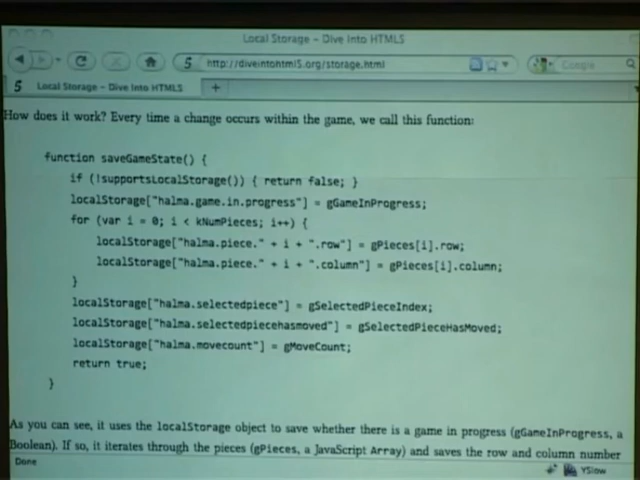 Local Storage – Dive Into HTML5
http://diveintohtml5.org/storage.html
Google
Local Storage – Dive Into HTML5
How does it work? Every time a change occurs within the game, we call this function:
function saveGameState() {
if (!supportsLocalStorage()) { return false; }
localStorage["halma.game.in.progress"] = gGameInProgress;
for (var i = 0; i < kNumPieces; i++) {
localStorage["halma.piece." + i + ".row"] = gPieces[i].row;
localStorage["halma.piece." + i + ".column"] = gPieces[i].column;
}
localStorage["halma.selectedpiece"] = gSelectedPieceIndex;
localStorage["halma.selectedpiecehasmoved"] = gSelectedPieceHasMoved;
localStorage["halma.movecount"] = gMoveCount;
return true;
}
As you can see, it uses the localStorage object to save whether there is a game in progress (gGameInProgress, a
Boolean). If so, it iterates through the pieces (gPieces, a JavaScript Array) and saves the row and column number
Done
YSlow